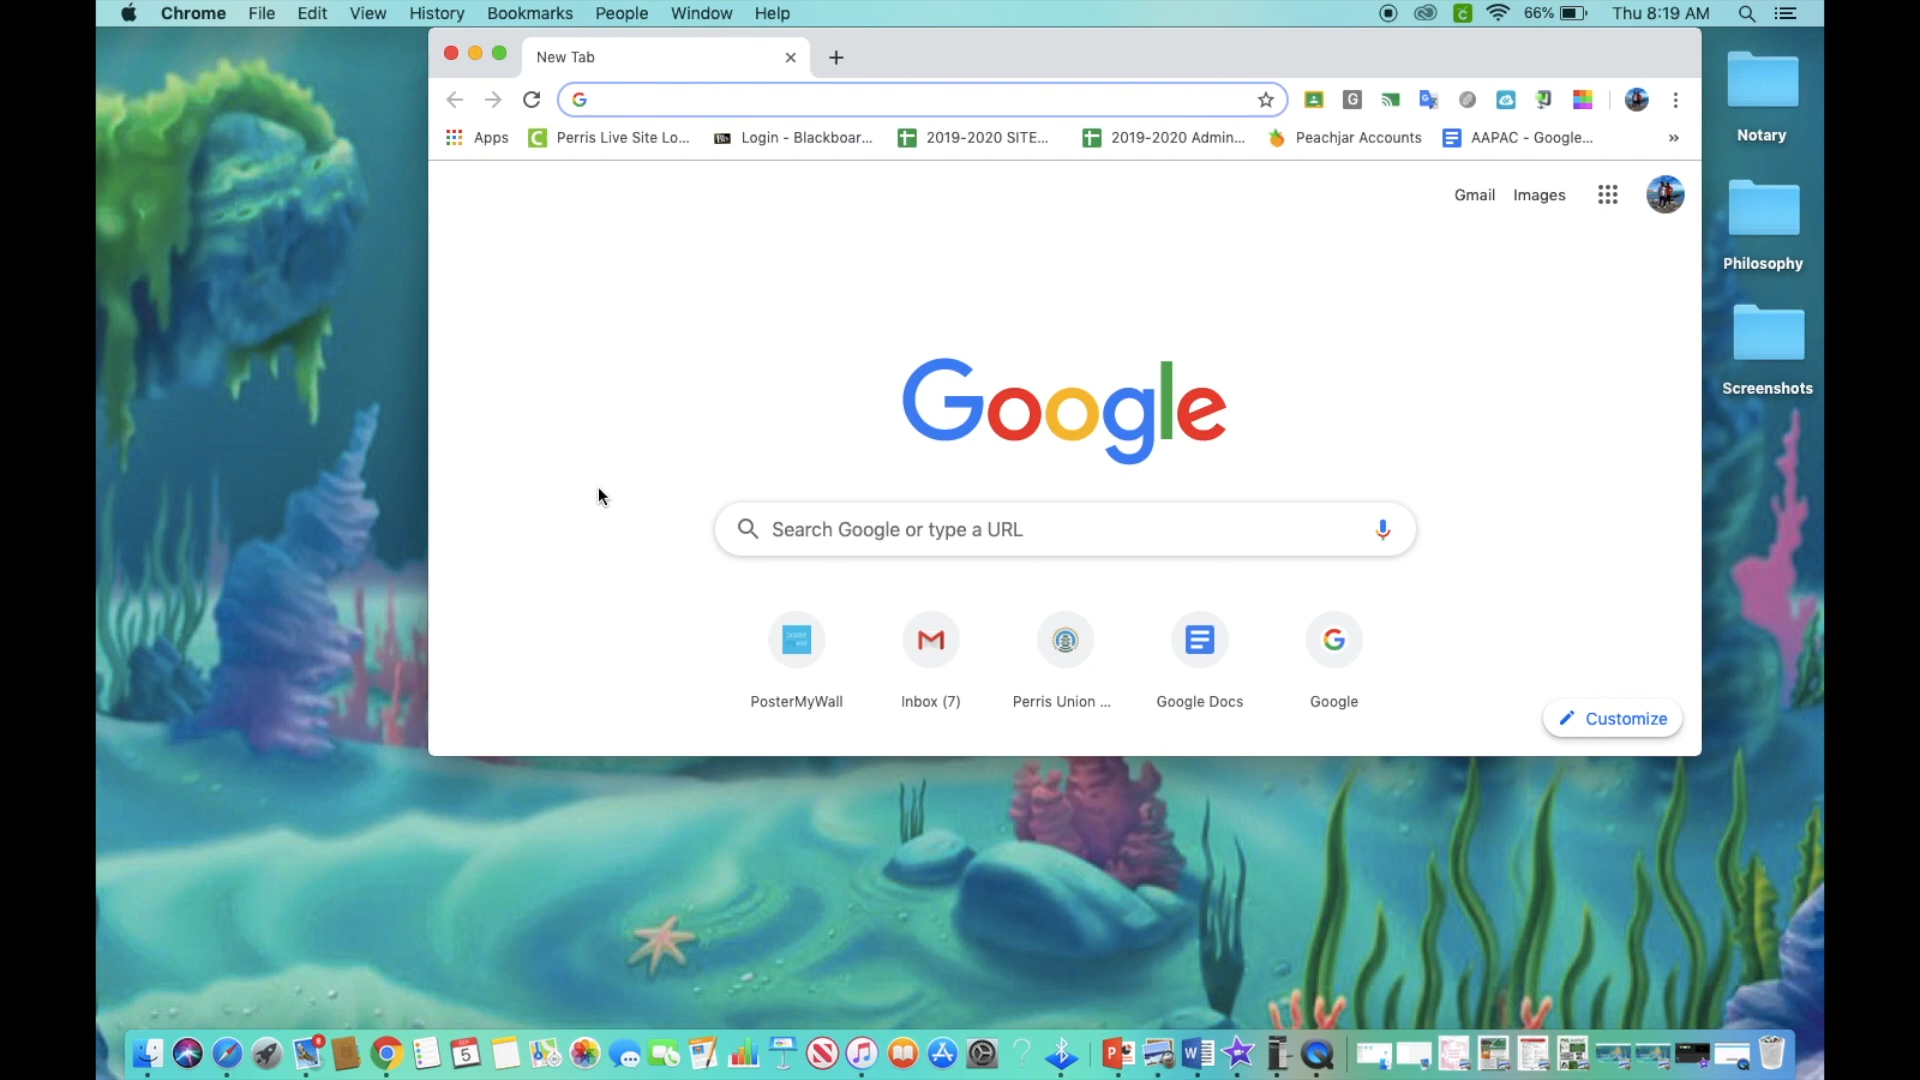 Chrome File Edit View History Bookmarks People Window Help 66% Thu 8:19 AM
New Tab
Apps Perris Live Site Lo... Login - Blackboar... 2019-2020 SITE... 2019-2020 Admin... Peachjar Accounts AAPAC - Google... »
Gmail Images
Notary
Philosophy
Screenshots
Google
Search Google or type a URL
PosterMyWall Inbox (7) Perris Union ... Google Docs Google
Customize